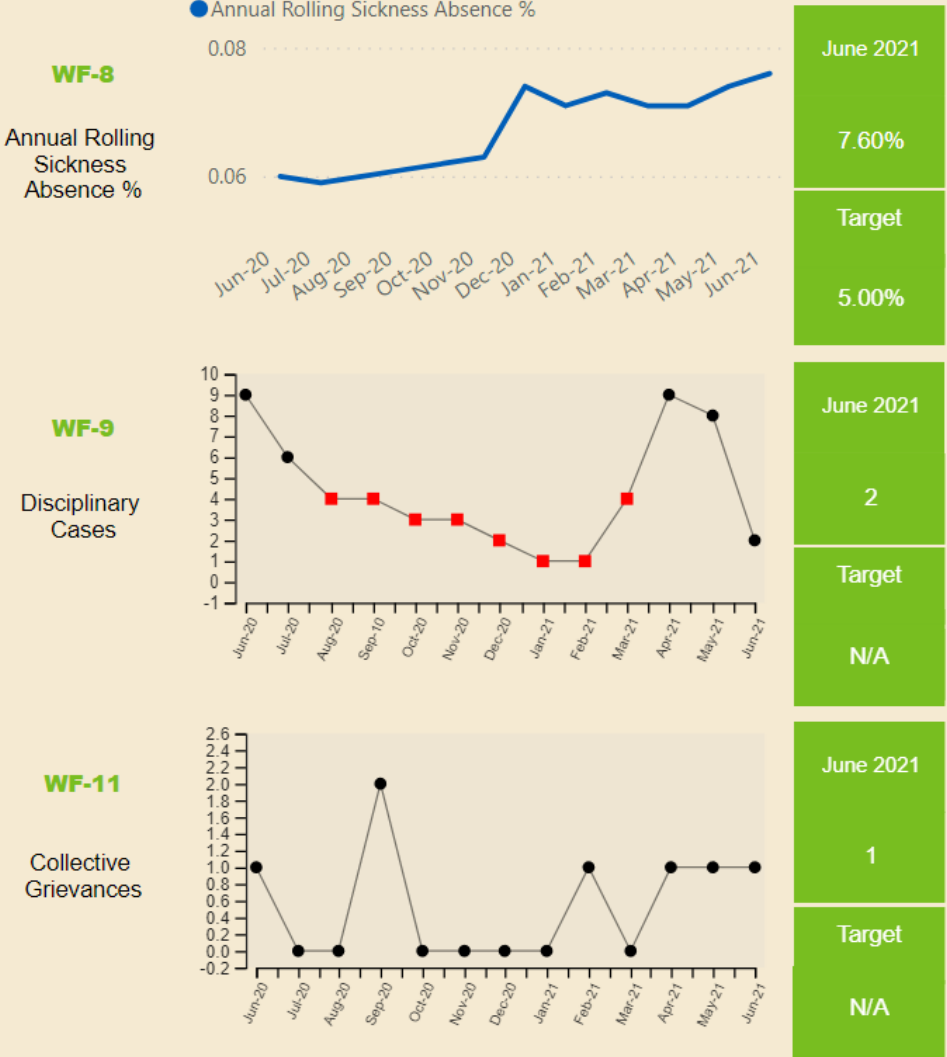 Annual Rolling Sickness Absence %
WF-8
Annual Rolling
Sickness
Absence %
0.08
0.06
Jun-20
Jul-20
Aug-20
Sep-20
Oct-20
Nov-20
Dec-20
Jan-21
Feb-21
Mar-21
Apr-21
May-21
Jun-21
June 2021
7.60%
Target
5.00%
WF-9
Disciplinary
Cases
10
9
8
7
6
5
4
3
2
1
0
-1
Jun-20
Jul-20
Aug-20
Sep-10
Oct-20
Nov-20
Dec-20
Jan-21
Feb-21
Mar-21
Apr-21
May-21
Jun-21
June 2021
2
Target
N/A
WF-11
Collective
Grievances
2.6
2.4
2.2
2.0
1.8
1.6
1.4
1.2
1.0
0.8
0.6
0.4
0.2
0.0
-0.2
Jun-20
Jul-20
Aug-20
Sep-20
Oct-20
Nov-20
Dec-20
Jan-21
Feb-21
Mar-21
Apr-21
May-21
Jun-21
June 2021
1
Target
N/A